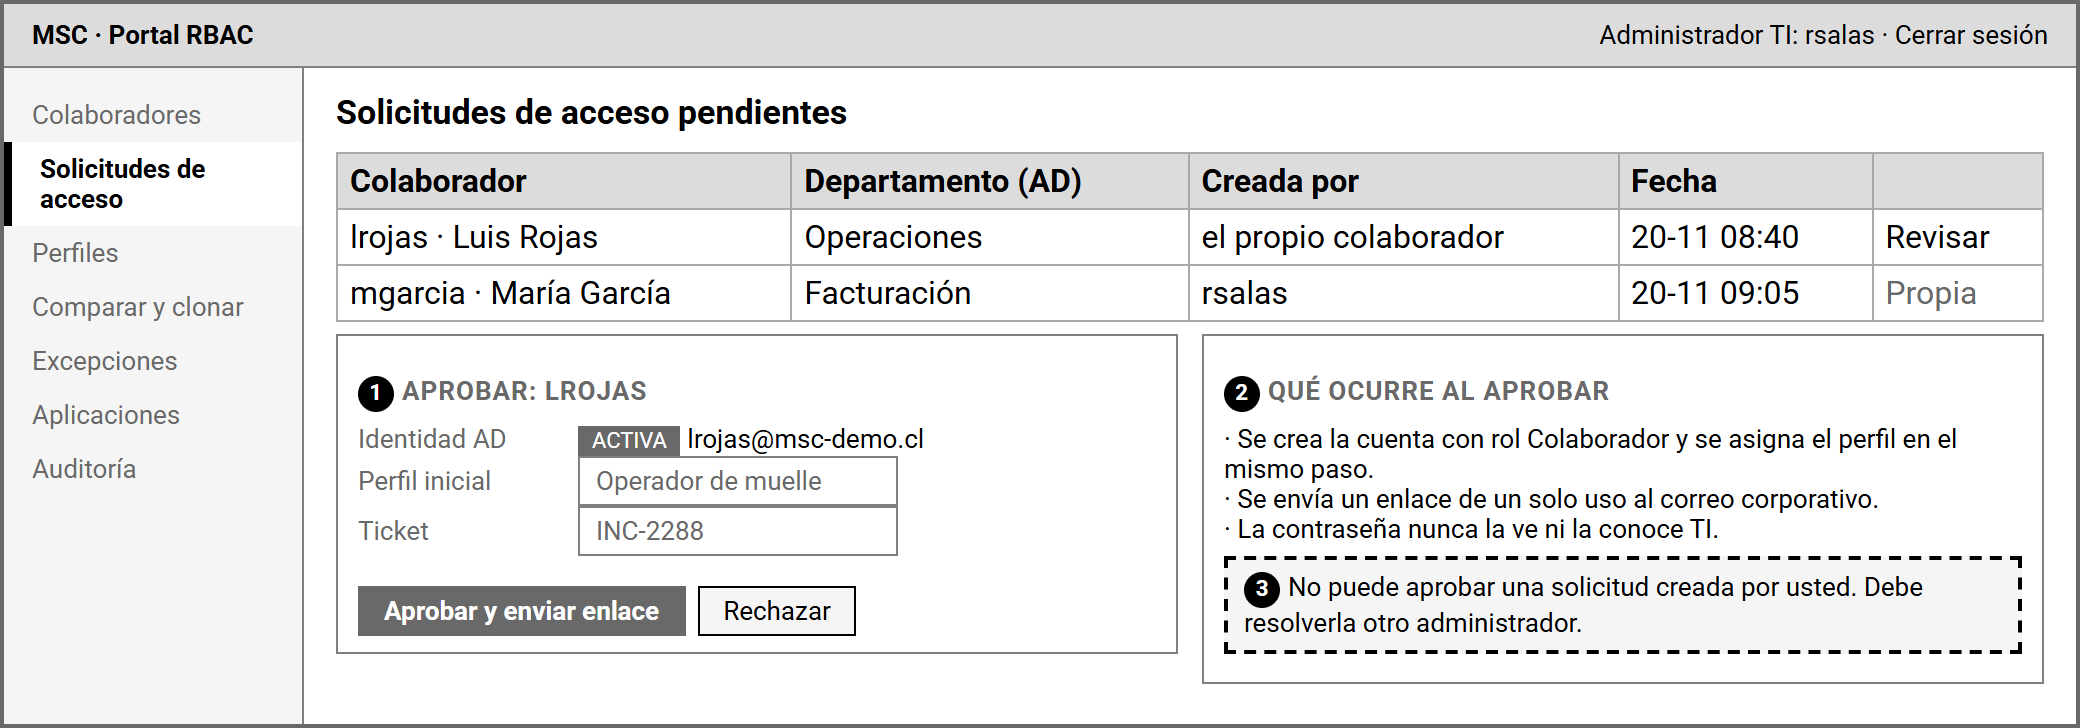 MSC · Portal RBAC
Administrador TI: rsalas · Cerrar sesión
Colaboradores
Solicitudes de
acceso
Perfiles
Comparar y clonar
Excepciones
Aplicaciones
Auditoría
Solicitudes de acceso pendientes
Colaborador Departamento (AD) Creada por Fecha
lrojas · Luis Rojas Operaciones el propio colaborador 20-11 08:40 Revisar
mgarcia · María García Facturación rsalas 20-11 09:05 Propia
1 APROBAR: LROJAS
Identidad AD ACTIVA lrojas@msc-demo.cl
Perfil inicial Operador de muelle
Ticket INC-2288
Aprobar y enviar enlace Rechazar
2 QUÉ OCURRE AL APROBAR
· Se crea la cuenta con rol Colaborador y se asigna el perfil en el
mismo paso.
· Se envía un enlace de un solo uso al correo corporativo.
· La contraseña nunca la ve ni la conoce TI.
3 No puede aprobar una solicitud creada por usted. Debe
resolverla otro administrador.